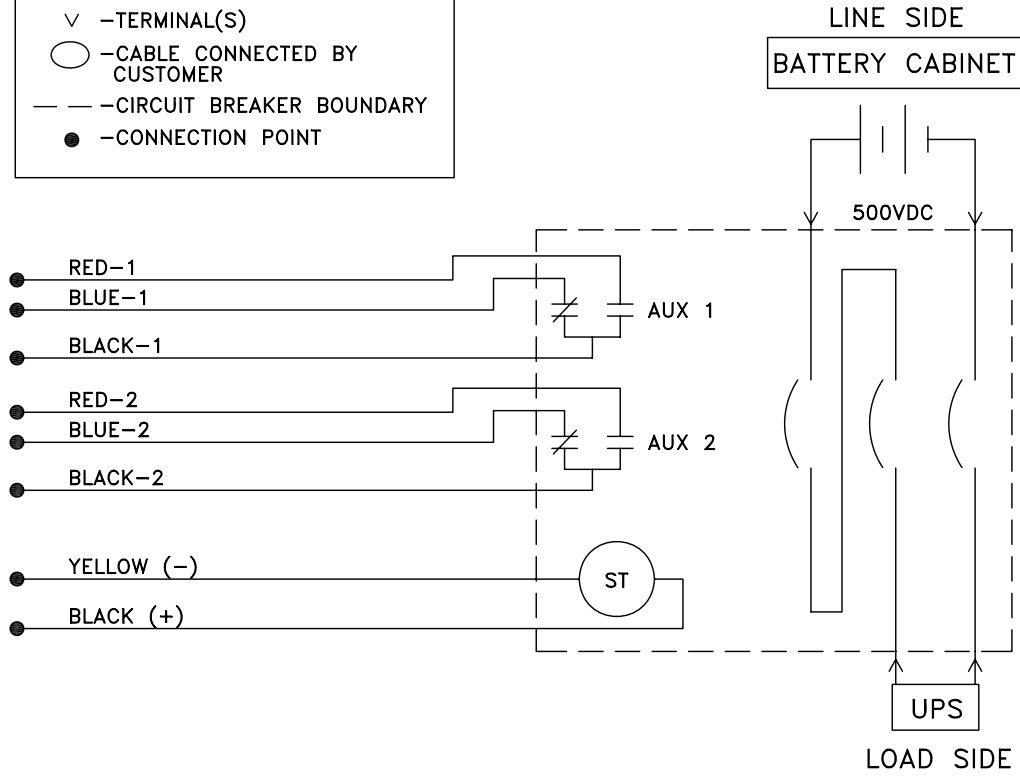 –TERMINAL(S)
–CABLE CONNECTED BY
CUSTOMER
–CIRCUIT BREAKER BOUNDARY
–CONNECTION POINT
LINE SIDE
BATTERY CABINET
500VDC
RED–1
BLUE–1
AUX 1
BLACK–1
RED–2
BLUE–2
AUX 2
BLACK–2
YELLOW (–)
ST
BLACK (+)
UPS
LOAD SIDE